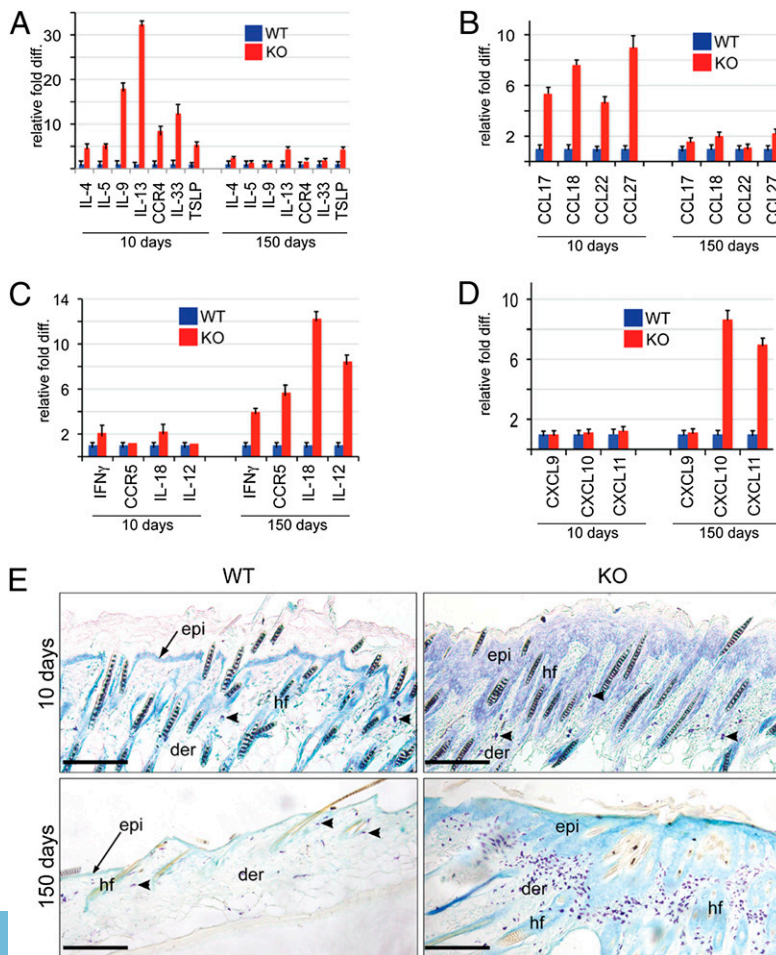 A
relative fold diff.
30
20
10
WT
KO
IL-4 IL-5 IL-9 IL-13 CCR4 IL-33 TSLP IL-4 IL-5 IL-9 IL-13 CCR4 IL-33 TSLP
10 days 150 days
B
relative fold diff.
10
6
2
WT
KO
CCL17 CCL18 CCL22 CCL27 CCL17 CCL18 CCL22 CCL27
10 days 150 days
C
relative fold diff.
14
10
6
2
WT
KO
IFNγ CCR5 IL-18 IL-12 IFNγ CCR5 IL-18 IL-12
10 days 150 days
D
relative fold diff.
10
6
2
WT
KO
CXCL9 CXCL10 CXCL11 CXCL9 CXCL10 CXCL11
10 days 150 days
E
WT KO
10 days
epi
hf
der
epi
hf
der
150 days
epi
hf
der
epi
der
hf
hf